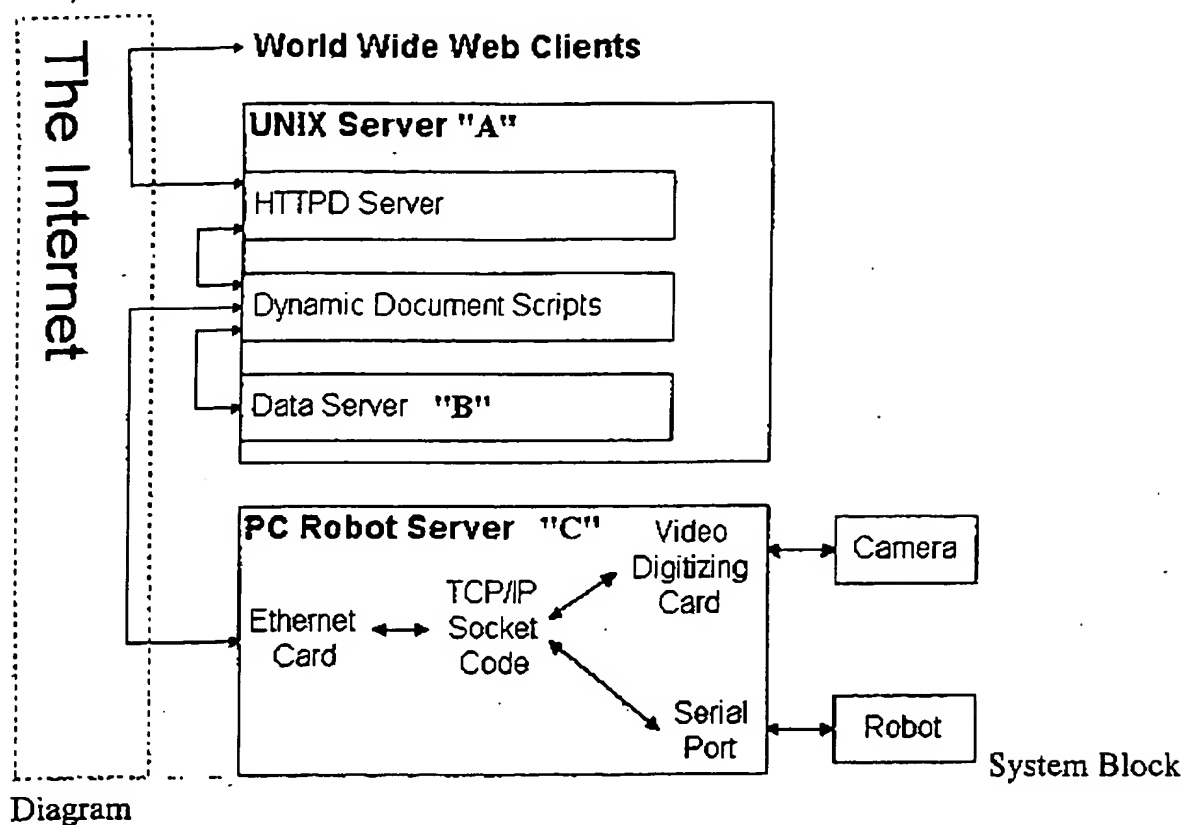 The Internet
World Wide Web Clients
UNIX Server "A"
HTTPD Server
Dynamic Document Scripts
Data Server "B"
PC Robot Server "C"
Video
Digitizing
Card
Camera
TCP/IP
Socket
Code
Ethernet
Card
Serial
Port
Robot
System Block
Diagram